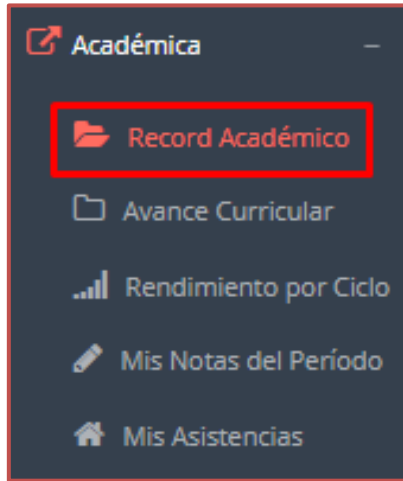 Académica
Record Académico
Avance Curricular
Rendimiento por Ciclo
Mis Notas del Período
Mis Asistencias